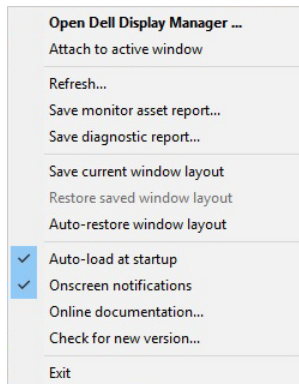 Open Dell Display Manager ...
Attach to active window
Refresh...
Save monitor asset report...
Save diagnostic report...
Save current window layout
Restore saved window layout
Auto-restore window layout
Auto-load at startup
Onscreen notifications
Online documentation...
Check for new version...
Exit